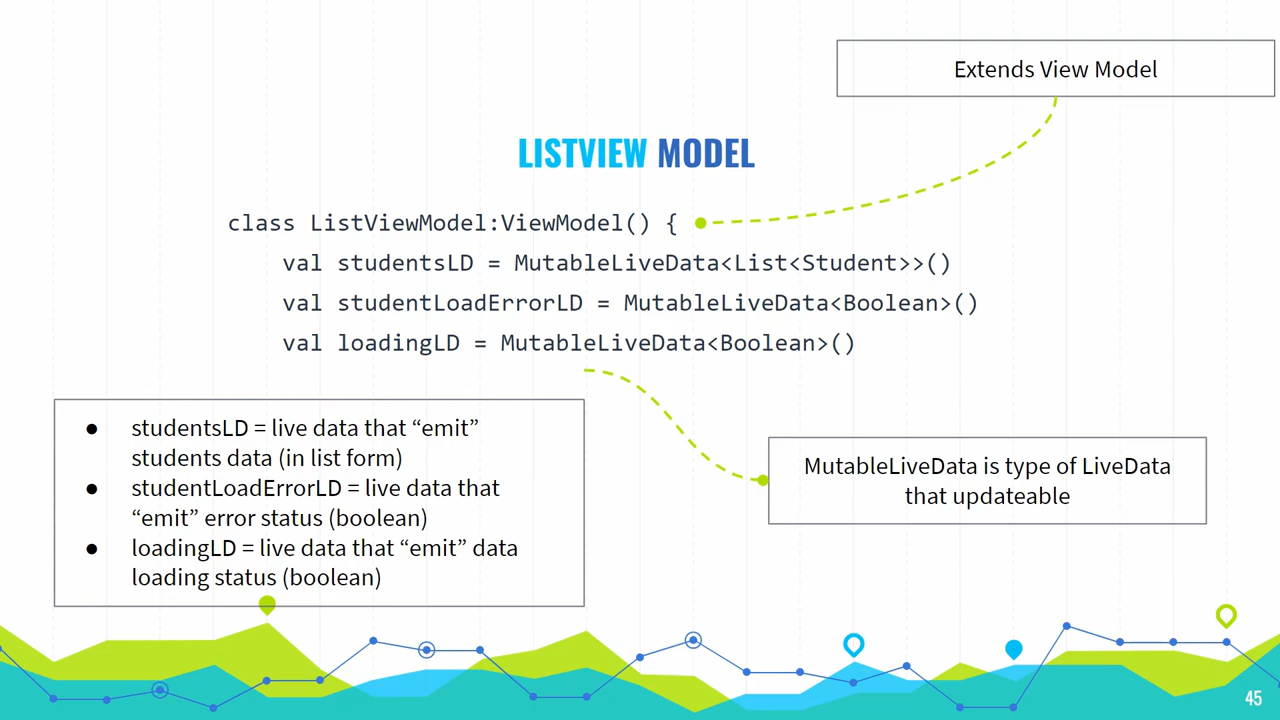 Extends View Model
LISTVIEW MODEL
class ListViewModel:ViewModel() {
val studentsLD = MutableLiveData<List<Student>>()
val studentLoadErrorLD = MutableLiveData<Boolean>()
val loadingLD = MutableLiveData<Boolean>()
● studentsLD = live data that “emit”
students data (in list form)
● studentLoadErrorLD = live data that
“emit” error status (boolean)
● loadingLD = live data that “emit” data
loading status (boolean)
MutableLiveData is type of LiveData
that updateable
45